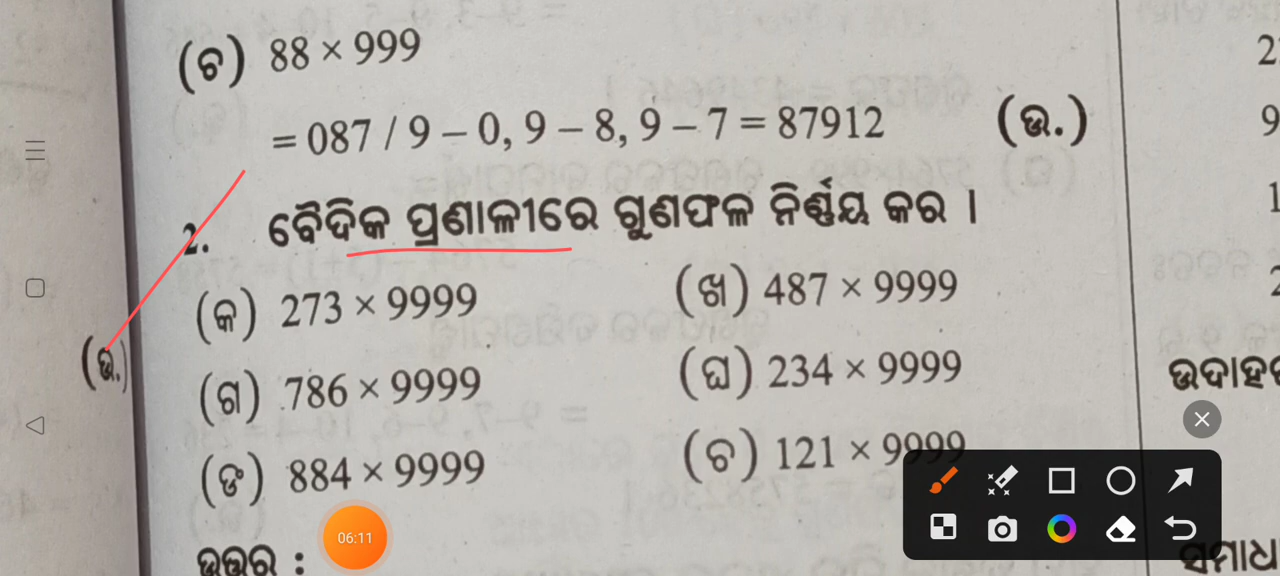 (ଚ) 88 × 999
= 087 / 9 – 0, 9 – 8, 9 – 7 = 87912 (ଉ.)
2. ବୈଦିକ ପ୍ରଣାଳୀରେ ଗୁଣଫଳ ନିର୍ଣ୍ଣୟ କର ।
(କ) 273 × 9999 (ଖ) 487 × 9999
(ଉ.)
(ଗ) 786 × 9999 (ଘ) 234 × 9999
(ଙ) 884 × 9999 (ଚ) 121 × 9999
ଉତ୍ତର :
06:11
2
9
1
2